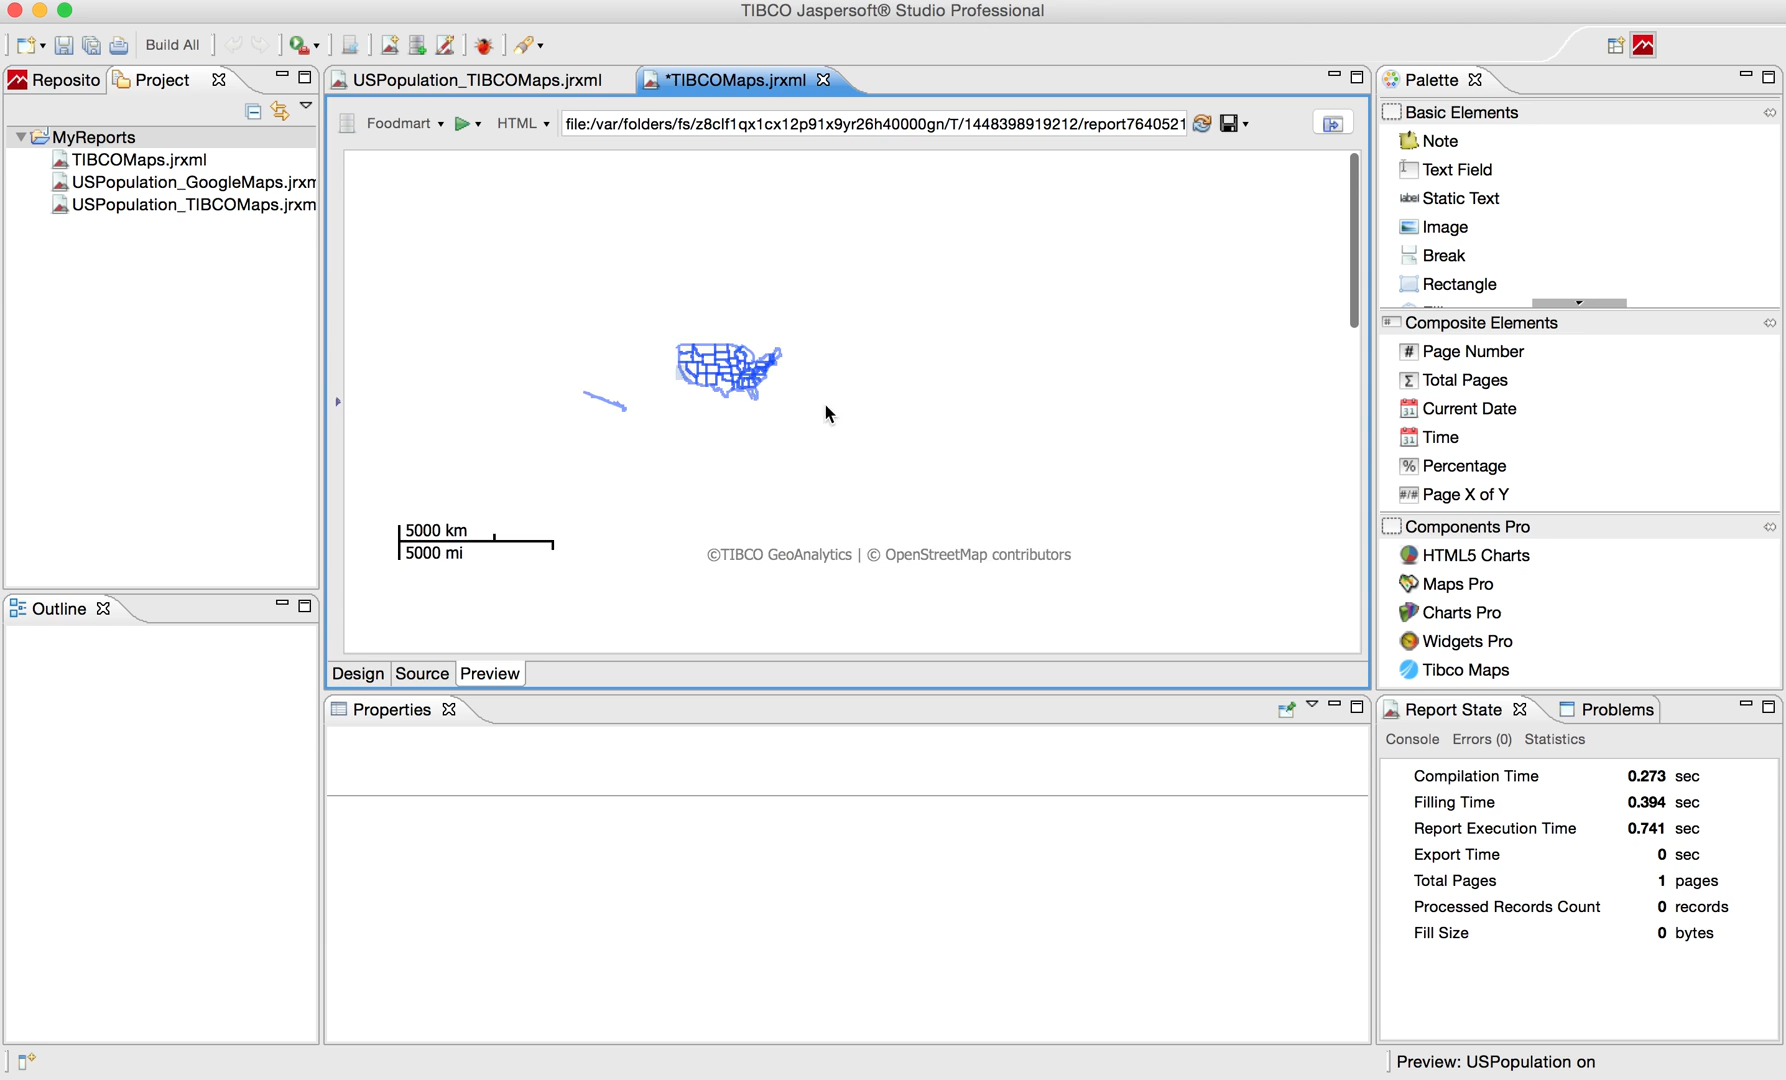 TIBCO Jaspersoft® Studio Professional
Build All
Reposito
Project
MyReports
TIBCOMaps.jrxml
USPopulation_GoogleMaps.jrxm
USPopulation_TIBCOMaps.jrxm
Outline
USPopulation_TIBCOMaps.jrxml
*TIBCOMaps.jrxml
Foodmart
HTML
file:/var/folders/fs/z8clf1qx1cx12p91x9yr26h40000gn/T/1448398919212/report7640521
5000 km
5000 mi
©TIBCO GeoAnalytics | © OpenStreetMap contributors
Design
Source
Preview
Properties
Palette
Basic Elements
Note
Text Field
label Static Text
Image
Break
Rectangle
Composite Elements
# Page Number
Σ Total Pages
31 Current Date
31 Time
% Percentage
#/# Page X of Y
Components Pro
HTML5 Charts
Maps Pro
Charts Pro
Widgets Pro
Tibco Maps
Report State
Problems
Console Errors (0) Statistics
Compilation Time 0.273 sec
Filling Time 0.394 sec
Report Execution Time 0.741 sec
Export Time 0 sec
Total Pages 1 pages
Processed Records Count 0 records
Fill Size 0 bytes
Preview: USPopulation on